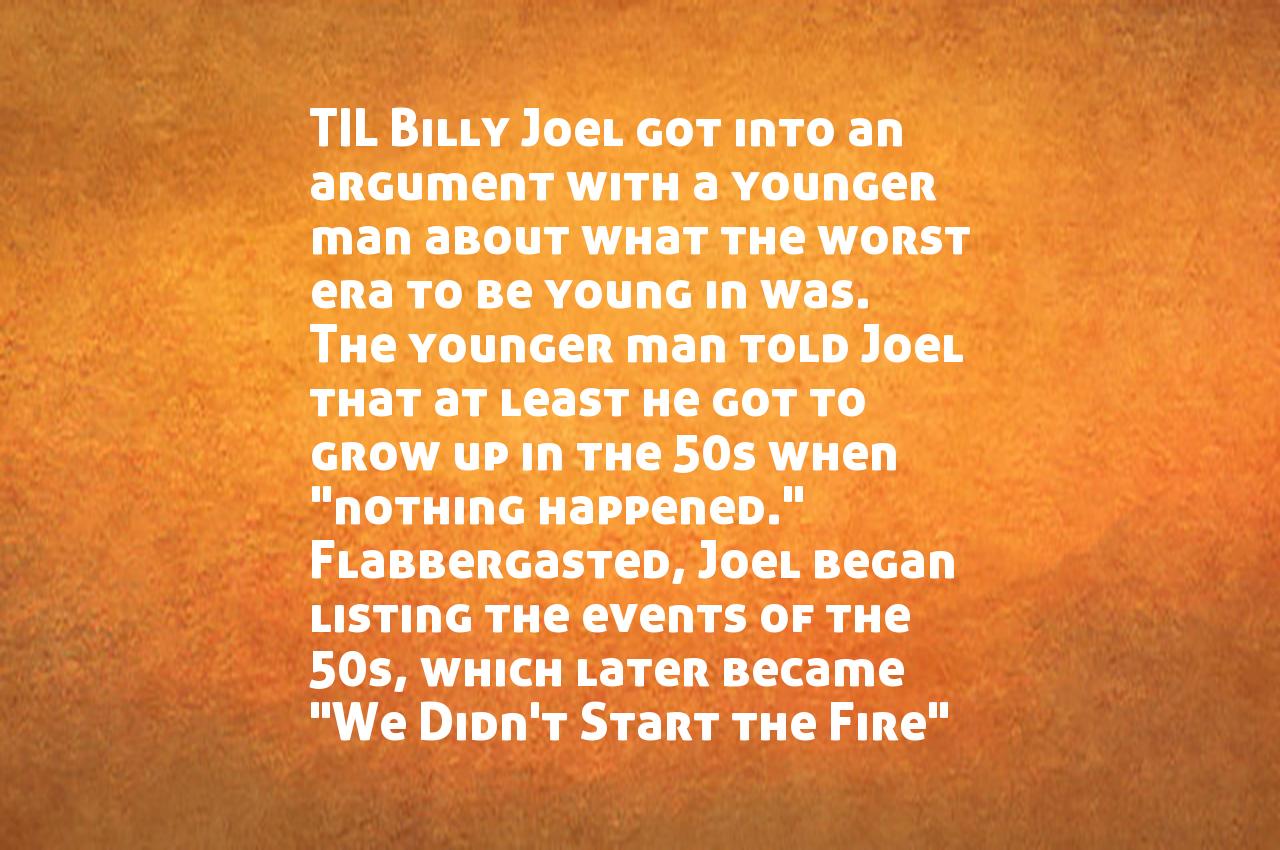 TIL Billy Joel got into an
argument with a younger
man about what the worst
era to be young in was.
The younger man told Joel
that at least he got to
grow up in the 50s when
"nothing happened."
Flabbergasted, Joel began
listing the events of the
50s, which later became
"We Didn't Start the Fire"